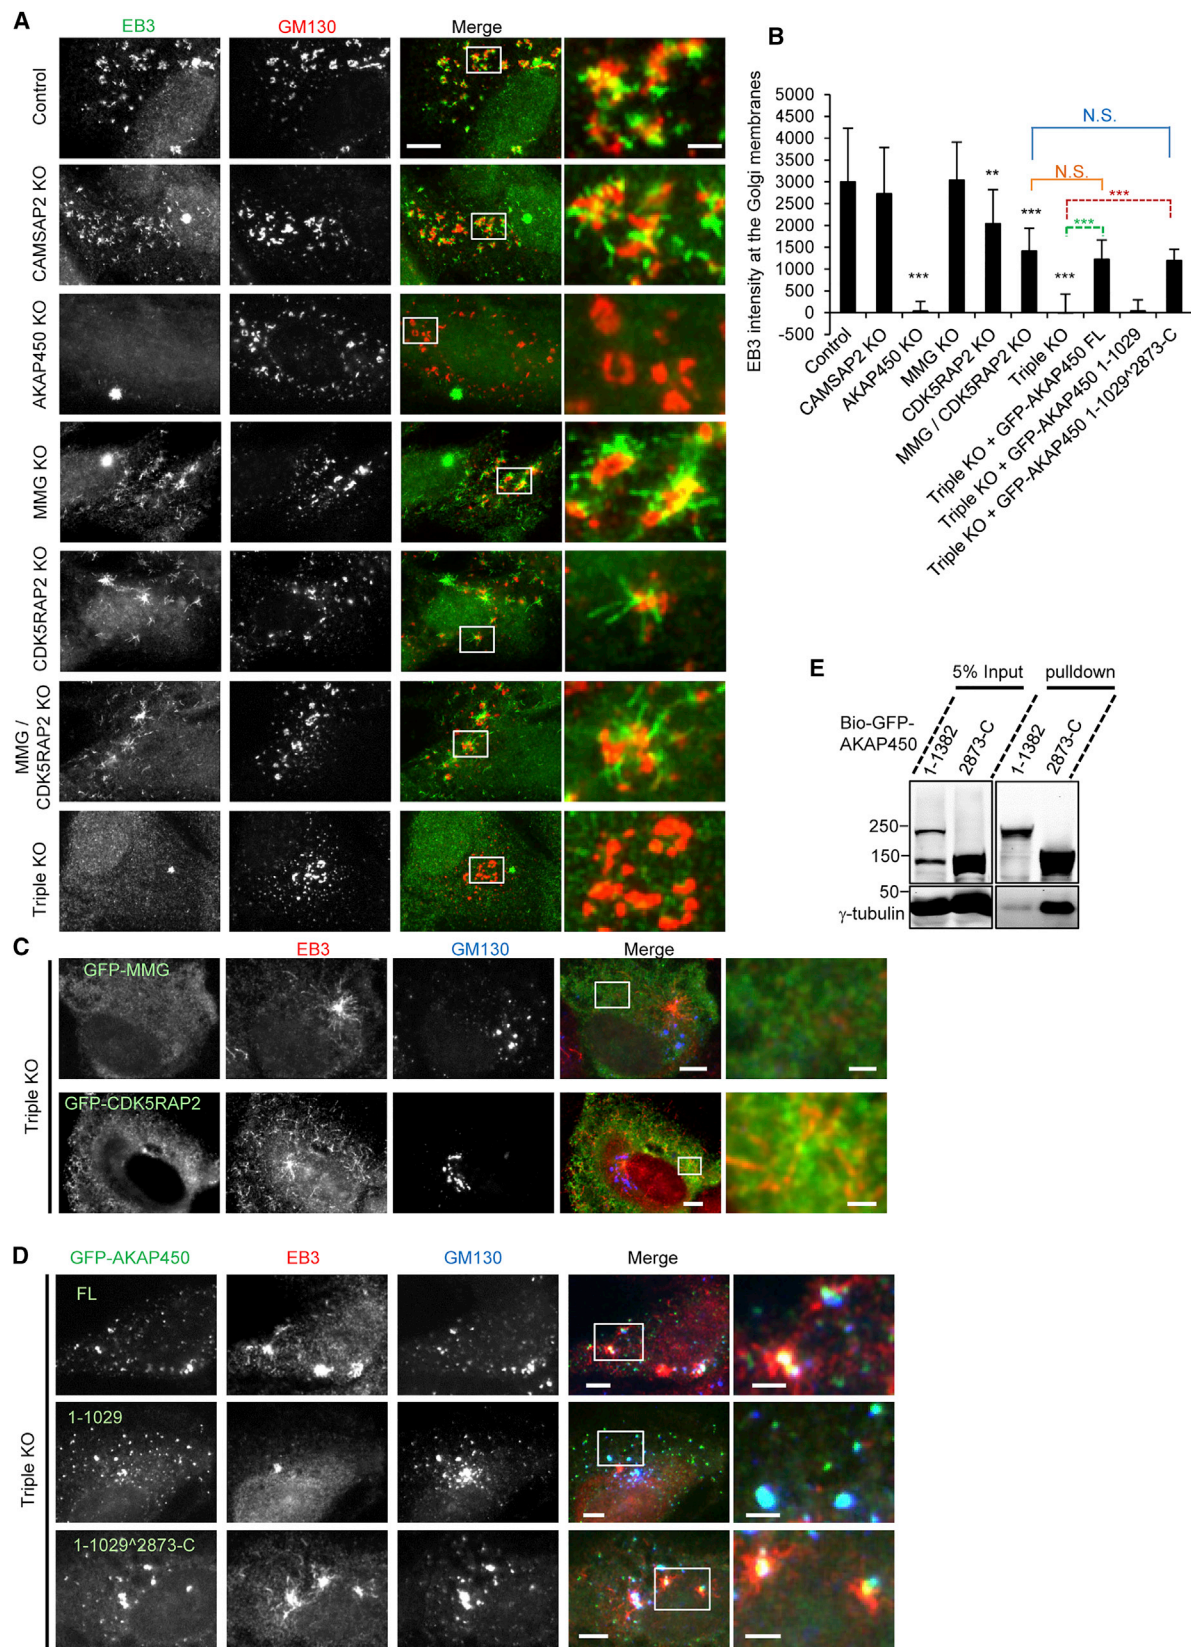 A
EB3
GM130
Merge
Control
CAMSAP2 KO
AKAP450 KO
MMG KO
CDK5RAP2 KO
MMG /
CDK5RAP2 KO
Triple KO
B
EB3 intensity at the Golgi membranes
5000
4500
4000
3500
3000
2500
2000
1500
1000
500
0
-500
***
**
***
***
***
***
N.S.
N.S.
Control
CAMSAP2 KO
AKAP450 KO
MMG KO
CDK5RAP2 KO
MMG / CDK5RAP2 KO
Triple KO
Triple KO + GFP-AKAP450 FL
Triple KO + GFP-AKAP450 1-1029
Triple KO + GFP-AKAP450 1-1029^2873-C
E
5% Input
pulldown
Bio-GFP-
AKAP450
1-1382
2873-C
1-1382
2873-C
250
150
50
γ-tubulin
C
EB3
GM130
Merge
Triple KO
GFP-MMG
GFP-CDK5RAP2
D
GFP-AKAP450
EB3
GM130
Merge
Triple KO
FL
1-1029
1-1029^2873-C